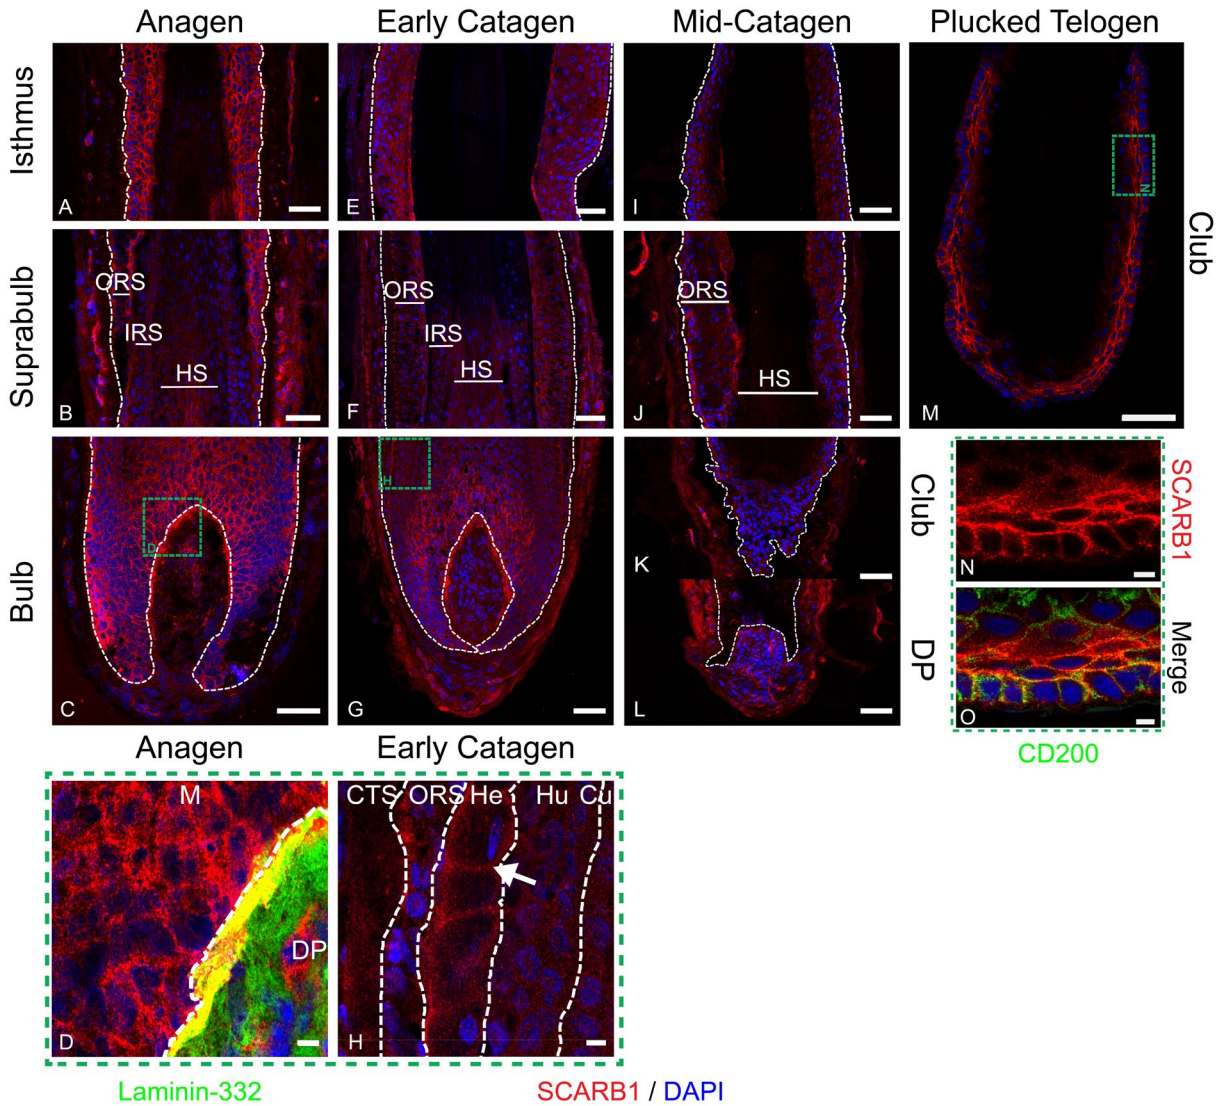 Anagen
Early Catagen
Mid-Catagen
Plucked Telogen
Isthmus
A
E
I
N
Suprabulb
ORS
IRS
HS
B
ORS
IRS
HS
F
ORS
HS
J
M
Club
Bulb
D
C
H
G
K
Club
L
DP
N
SCARB1
O
Merge
CD200
Anagen
Early Catagen
M
DP
D
CTS ORS He Hu Cu
H
Laminin-332
SCARB1 / DAPI